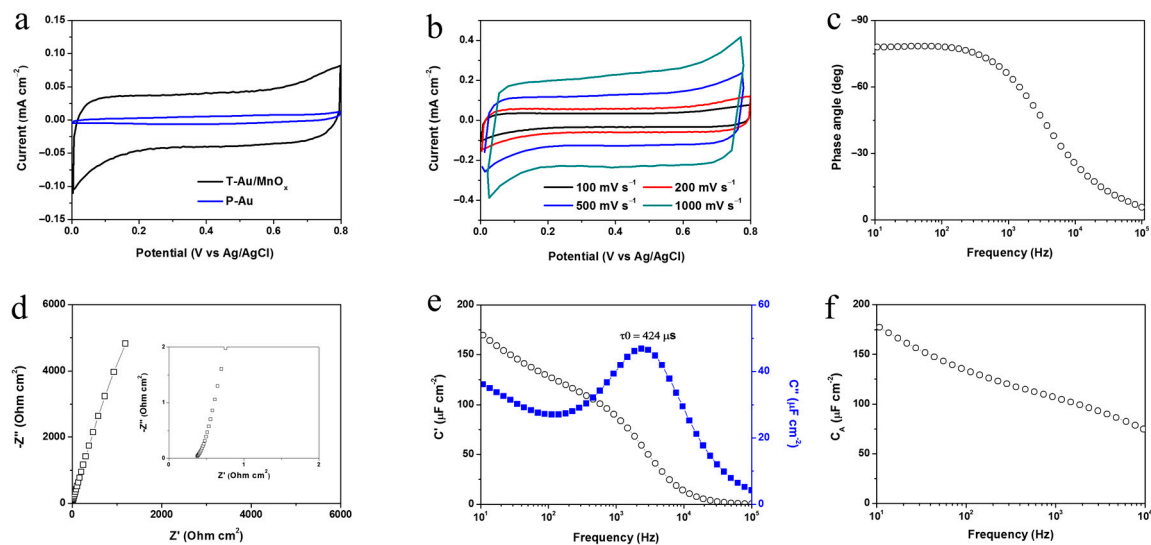 a
0.15
0.10
0.05
0.00
−0.05
−0.10
−0.15
0.0 0.2 0.4 0.6 0.8
Current (mA cm⁻²)
Potential (V vs Ag/AgCl)
T-Au/MnOₓ
P-Au
b
0.4
0.2
0.0
−0.2
−0.4
0.0 0.2 0.4 0.6 0.8
Current (mA cm⁻²)
Potential (V vs Ag/AgCl)
100 mV s⁻¹ 200 mV s⁻¹
500 mV s⁻¹ 1000 mV s⁻¹
c
−90
−60
−30
0
10¹ 10² 10³ 10⁴ 10⁵
Phase angle (deg)
Frequency (Hz)
d
6000
4000
2000
0
0 2000 4000 6000
-Z'' (Ohm cm²)
Z' (Ohm cm²)
2
1
0
0 1 2
-Z'' (Ohm cm²)
Z' (Ohm cm²)
e
200
150
100
50
0
10¹ 10² 10³ 10⁴ 10⁵
60
40
20
0
C' (μF cm⁻²)
C'' (μF cm⁻²)
Frequency (Hz)
τ0 = 424 μs
f
200
150
100
50
0
10¹ 10² 10³ 10⁴
C_A (μF cm⁻²)
Frequency (Hz)